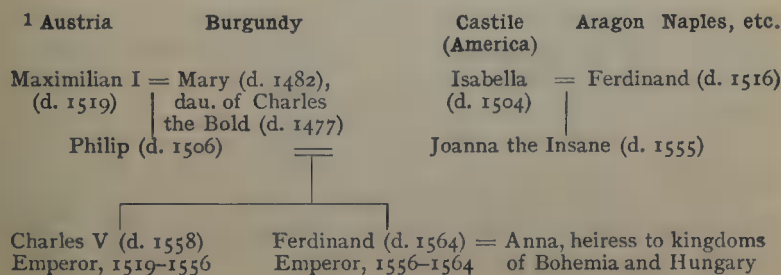 1 Austria Burgundy Castile Aragon Naples, etc.
(America)
Maximilian I = Mary (d. 1482), Isabella = Ferdinand (d. 1516)
(d. 1519) dau. of Charles (d. 1504)
the Bold (d. 1477)
Philip (d. 1506) Joanna the Insane (d. 1555)
Charles V (d. 1558) Ferdinand (d. 1564) = Anna, heiress to kingdoms
Emperor, 1519–1556 Emperor, 1556–1564 of Bohemia and Hungary